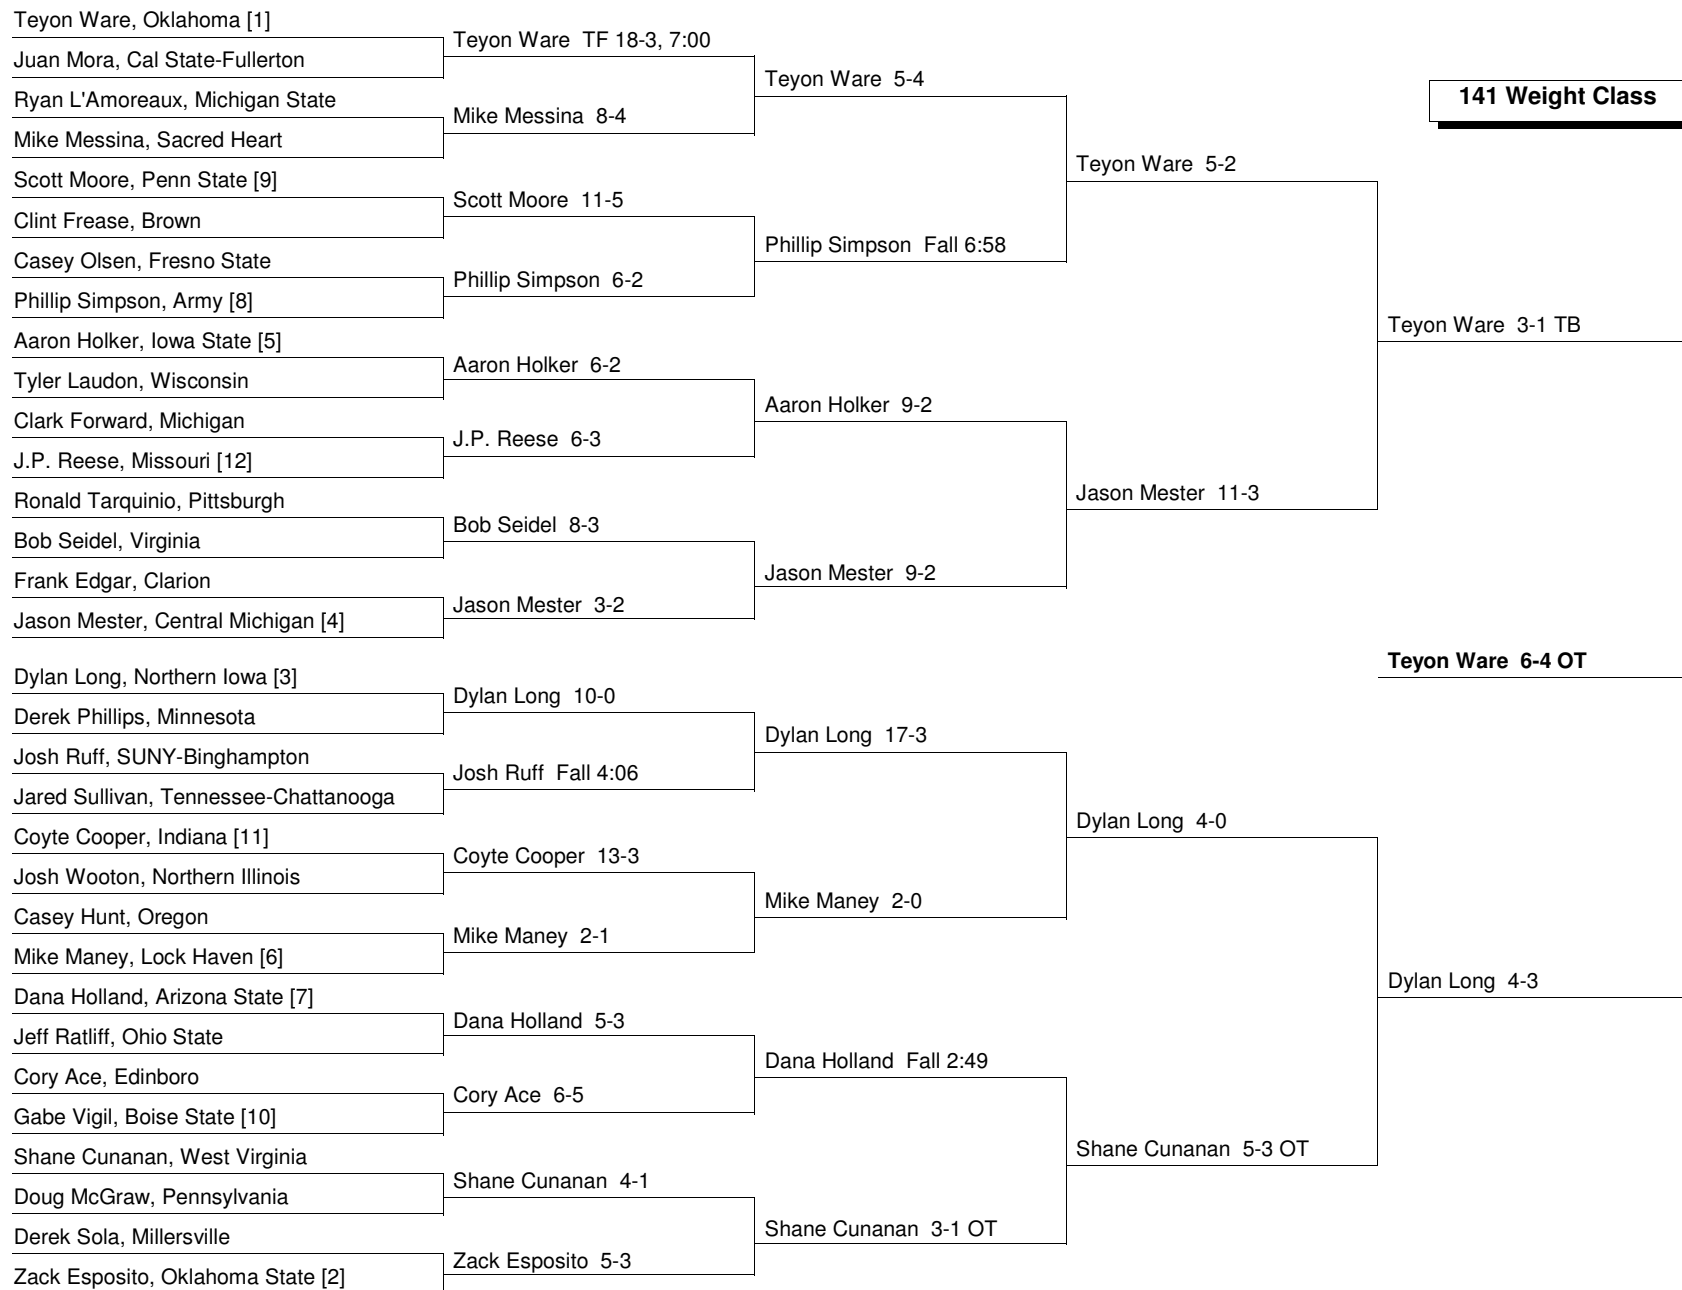 141 Weight Class
Teyon Ware, Oklahoma [1]
Juan Mora, Cal State-Fullerton
Ryan L'Amoreaux, Michigan State
Mike Messina, Sacred Heart
Scott Moore, Penn State [9]
Clint Frease, Brown
Casey Olsen, Fresno State
Phillip Simpson, Army [8]
Aaron Holker, Iowa State [5]
Tyler Laudon, Wisconsin
Clark Forward, Michigan
J.P. Reese, Missouri [12]
Ronald Tarquinio, Pittsburgh
Bob Seidel, Virginia
Frank Edgar, Clarion
Jason Mester, Central Michigan [4]
Dylan Long, Northern Iowa [3]
Derek Phillips, Minnesota
Josh Ruff, SUNY-Binghampton
Jared Sullivan, Tennessee-Chattanooga
Coyte Cooper, Indiana [11]
Josh Wooton, Northern Illinois
Casey Hunt, Oregon
Mike Maney, Lock Haven [6]
Dana Holland, Arizona State [7]
Jeff Ratliff, Ohio State
Cory Ace, Edinboro
Gabe Vigil, Boise State [10]
Shane Cunanan, West Virginia
Doug McGraw, Pennsylvania
Derek Sola, Millersville
Zack Esposito, Oklahoma State [2]
Teyon Ware TF 18-3, 7:00
Mike Messina 8-4
Scott Moore 11-5
Phillip Simpson 6-2
Aaron Holker 6-2
J.P. Reese 6-3
Bob Seidel 8-3
Jason Mester 3-2
Dylan Long 10-0
Josh Ruff Fall 4:06
Coyte Cooper 13-3
Mike Maney 2-1
Dana Holland 5-3
Cory Ace 6-5
Shane Cunanan 4-1
Zack Esposito 5-3
Teyon Ware 5-4
Phillip Simpson Fall 6:58
Aaron Holker 9-2
Jason Mester 9-2
Dylan Long 17-3
Mike Maney 2-0
Dana Holland Fall 2:49
Shane Cunanan 3-1 OT
Teyon Ware 5-2
Jason Mester 11-3
Dylan Long 4-0
Shane Cunanan 5-3 OT
Teyon Ware 3-1 TB
Teyon Ware 6-4 OT
Dylan Long 4-3